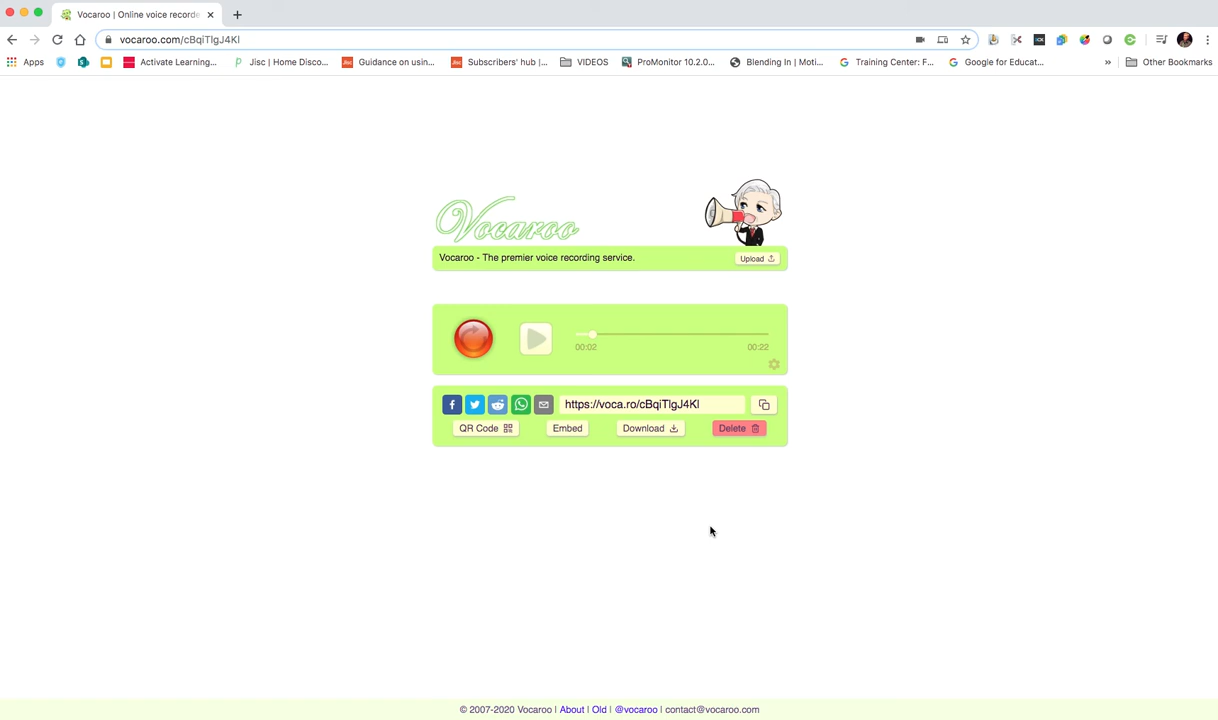 Vocaroo | Online voice recorde
vocaroo.com/cBqiTlgJ4Kl
Apps
Activate Learning...
Jisc | Home Disco...
Jisc
Guidance on usin...
Jisc
Subscribers' hub |...
VIDEOS
ProMonitor 10.2.0...
Blending In | Moti...
Training Center: F...
Google for Educat...
»
Other Bookmarks
Vocaroo
Vocaroo - The premier voice recording service.
Upload
00:02
00:22
https://voca.ro/cBqiTlgJ4Kl
QR Code
Embed
Download
Delete
© 2007-2020 Vocaroo | About | Old | @vocaroo | contact@vocaroo.com